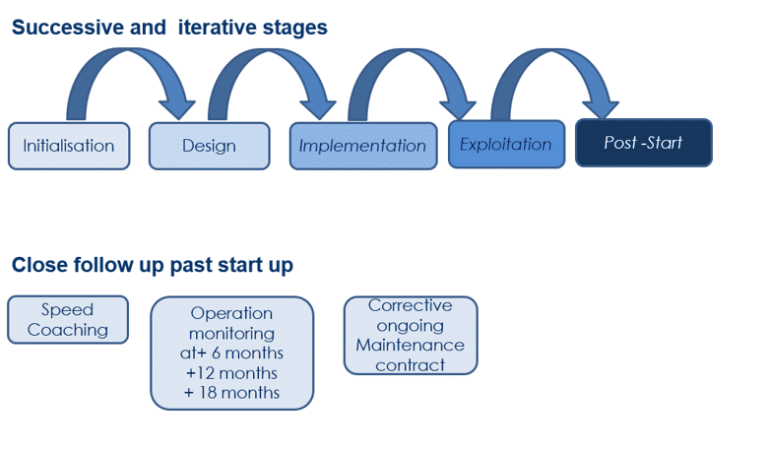 Successive and  iterative stages
Initialisation
Design
Implementation
Exploitation
Post -Start
Close follow up past start up
Speed
Coaching
Operation
monitoring
at+ 6 months
+12 months
+ 18 months
Corrective
ongoing
Maintenance
contract